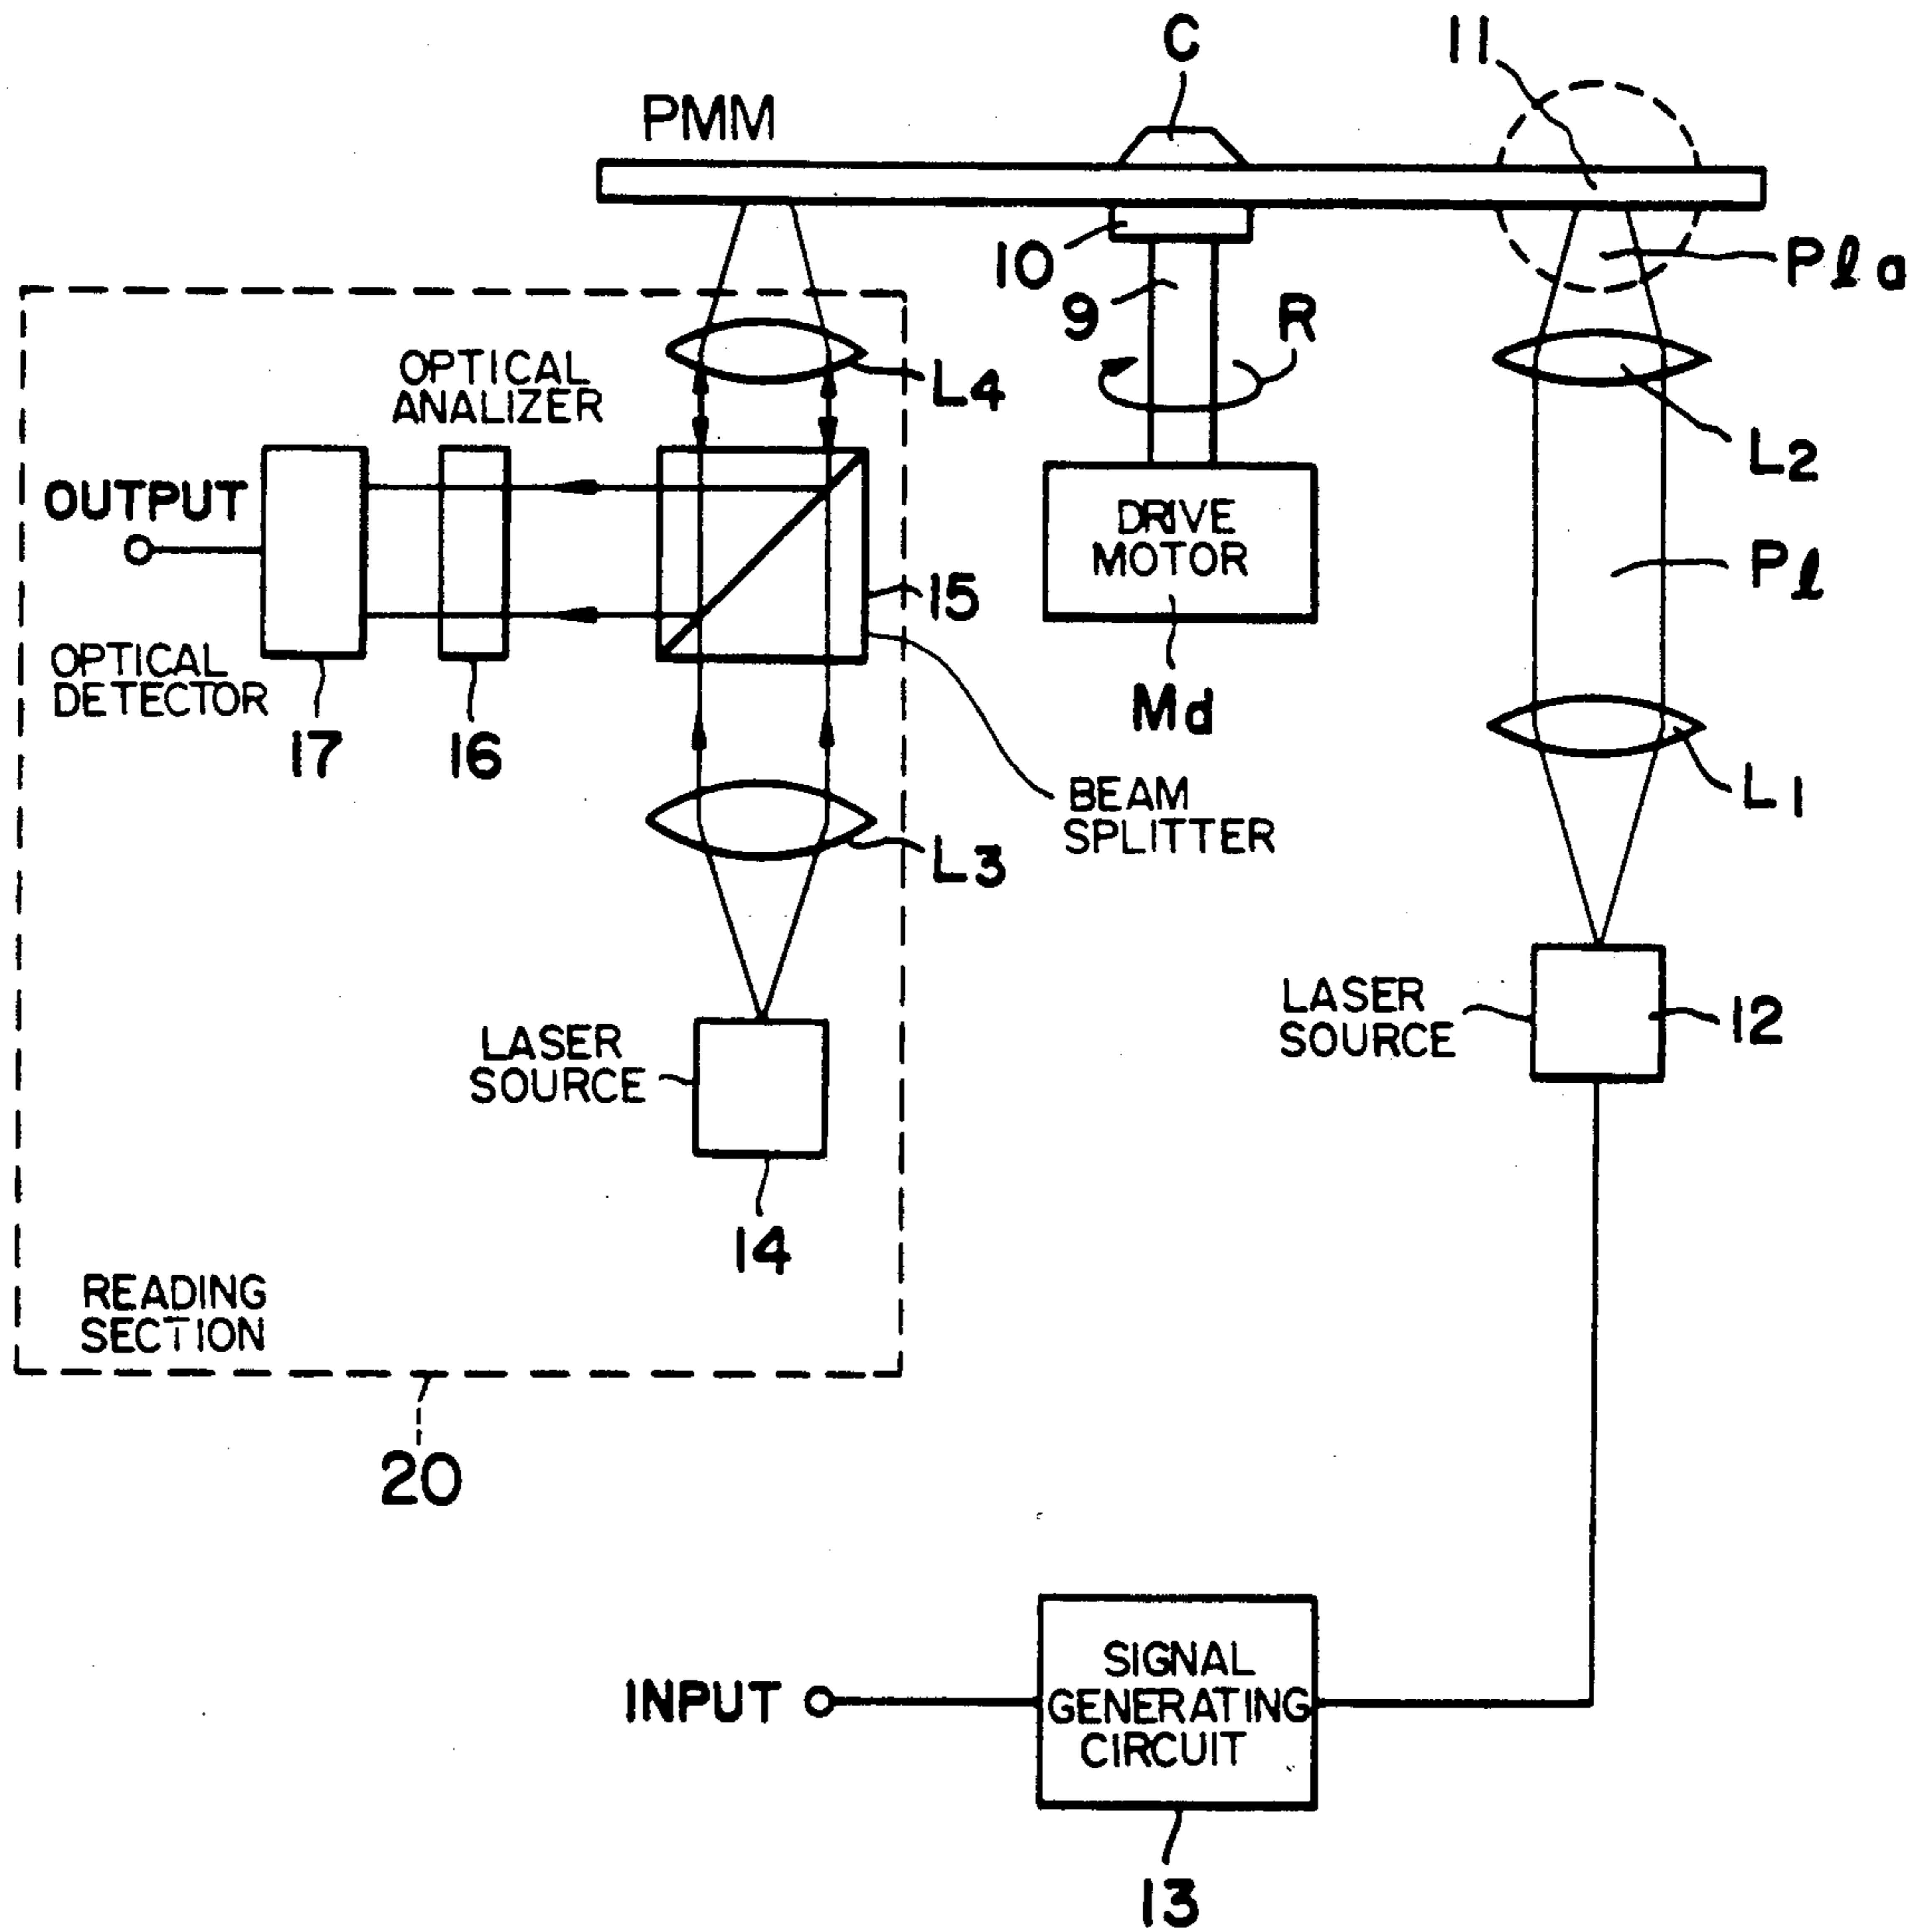 C
11
PMM
10
9
R
Pla
OPTICAL
ANALIZER
L4
L2
OUTPUT
DRIVE
MOTOR
15
Pl
OPTICAL
DETECTOR
17
16
Md
BEAM
SPLITTER
L1
L3
LASER
SOURCE
12
LASER
SOURCE
14
READING
SECTION
20
INPUT
SIGNAL
GENERATING
CIRCUIT
13